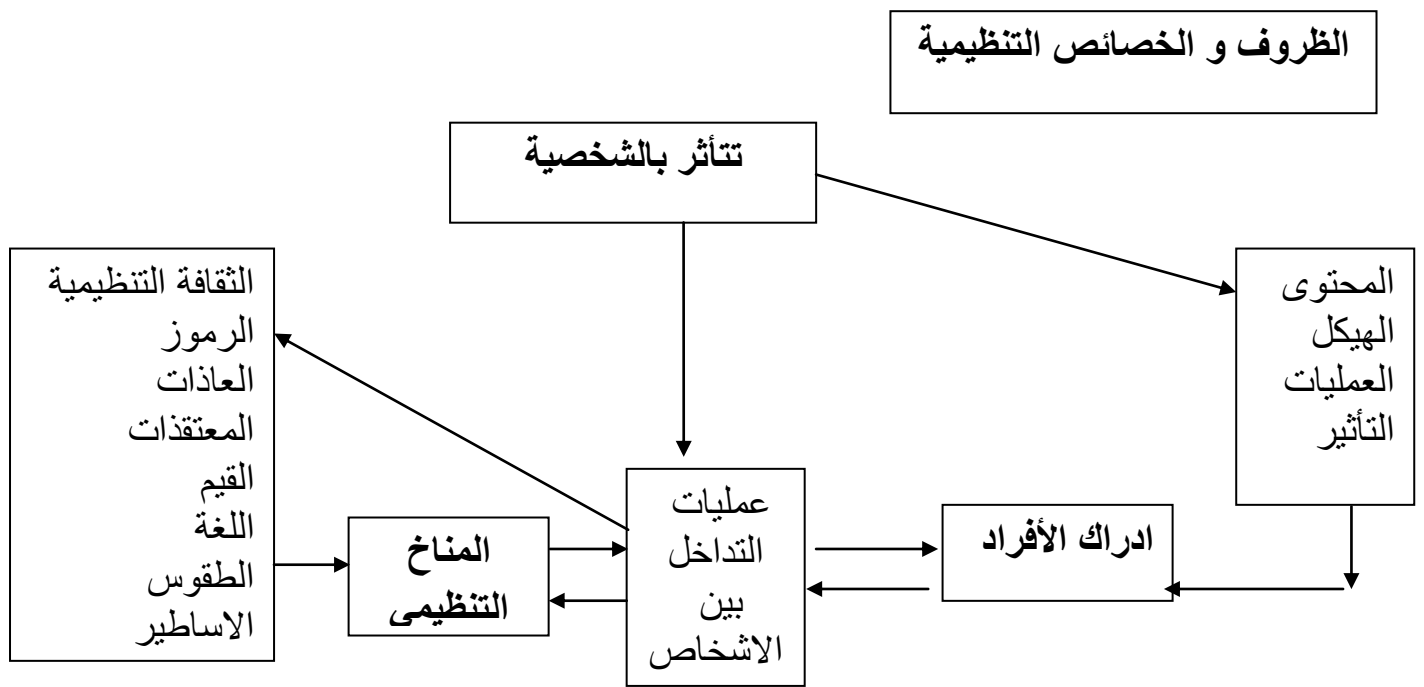 الظروف و الخصائص التنظيمية
تتأثر بالشخصية
المحتوى
الهيكل
العمليات
التأثير
الثقافة التنظيمية
الرموز
العاذات
المعتقذات
القيم
اللغة
الطقوس
الاساطير
ادراك الأفراد
عمليات
التداخل
بين
الاشخاص
المناخ
التنظيمي